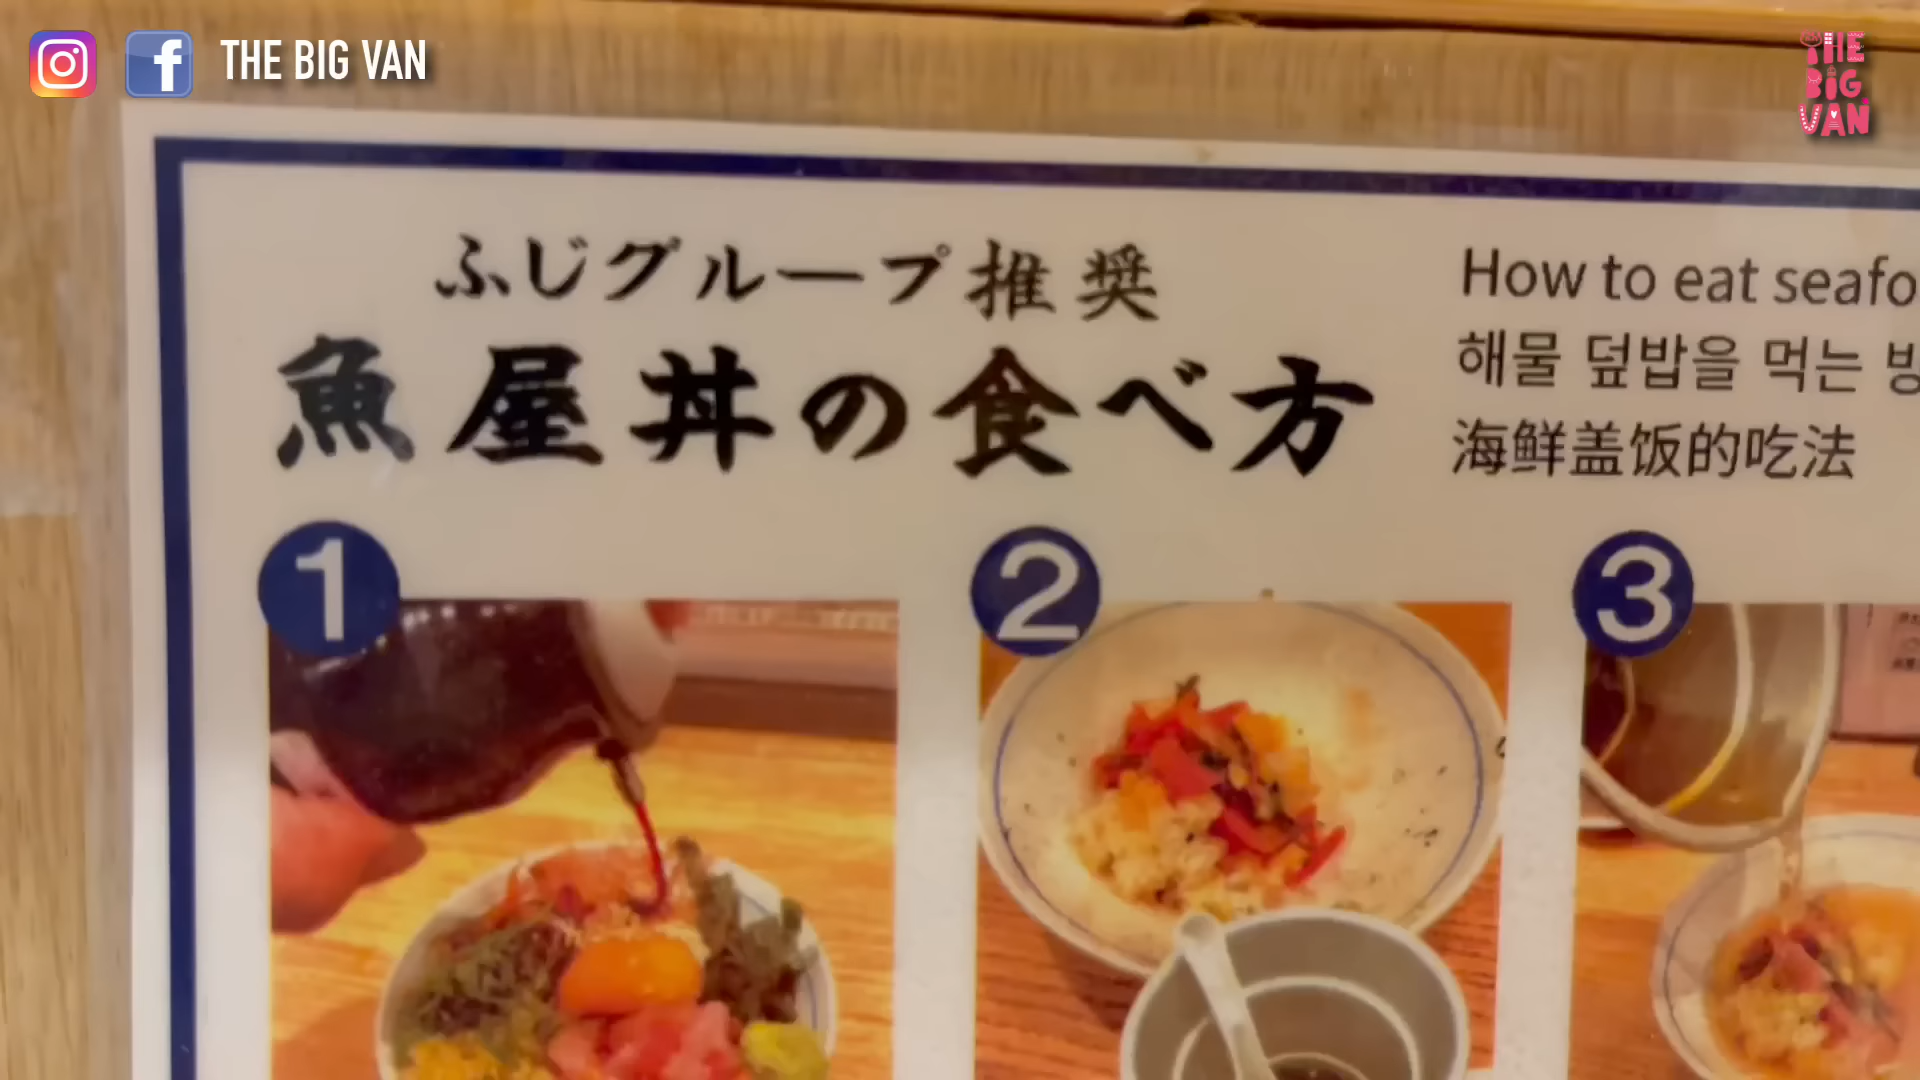 THE BIG VAN
THE
BIG
VAN
ふじグループ推奨
魚屋丼の食べ方
How to eat seafo
해물 덮밥을 먹는 방
海鲜盖饭的吃法
1
2
3